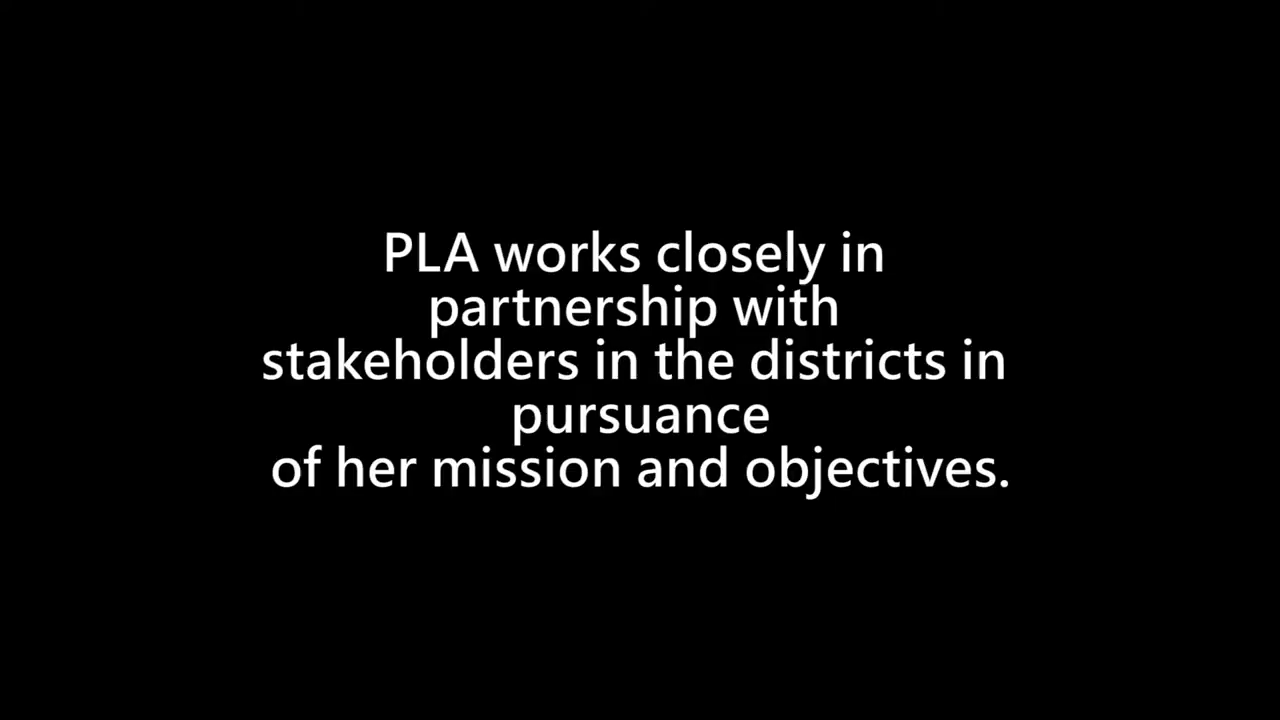 PLA works closely in
partnership with
stakeholders in the districts in
pursuance
of her mission and objectives.